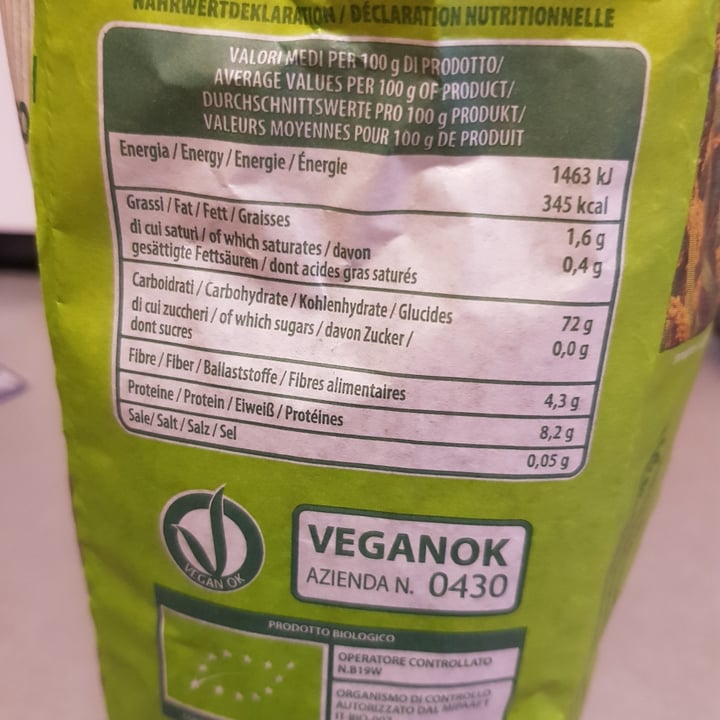 NÄHRWERTDEKLARATION / DÉCLARATION NUTRITIONNELLE
VALORI MEDI PER 100 g DI PRODOTTO/
AVERAGE VALUES PER 100 g OF PRODUCT/
DURCHSCHNITTSWERTE PRO 100 g PRODUKT/
VALEURS MOYENNES POUR 100 g DE PRODUIT
Energia / Energy / Energie / Énergie 1463 kJ
345 kcal
Grassi / Fat / Fett / Graisses 1,6 g
di cui saturi / of which saturates / davon
gesättigte Fettsäuren / dont acides gras saturés 0,4 g
Carboidrati / Carbohydrate / Kohlenhydrate / Glucides 72 g
di cui zuccheri / of which sugars / davon Zucker /
dont sucres 0,0 g
Fibre / Fiber / Ballaststoffe / Fibres alimentaires 4,3 g
Proteine / Protein / Eiweiß / Protéines 8,2 g
Sale / Salt / Salz / Sel 0,05 g
VEGAN OK
VEGANOK
AZIENDA N. 0430
PRODOTTO BIOLOGICO
OPERATORE CONTROLLATO
N.B19W
ORGANISMO DI CONTROLLO
AUTORIZZATO DAL MIPAAFT